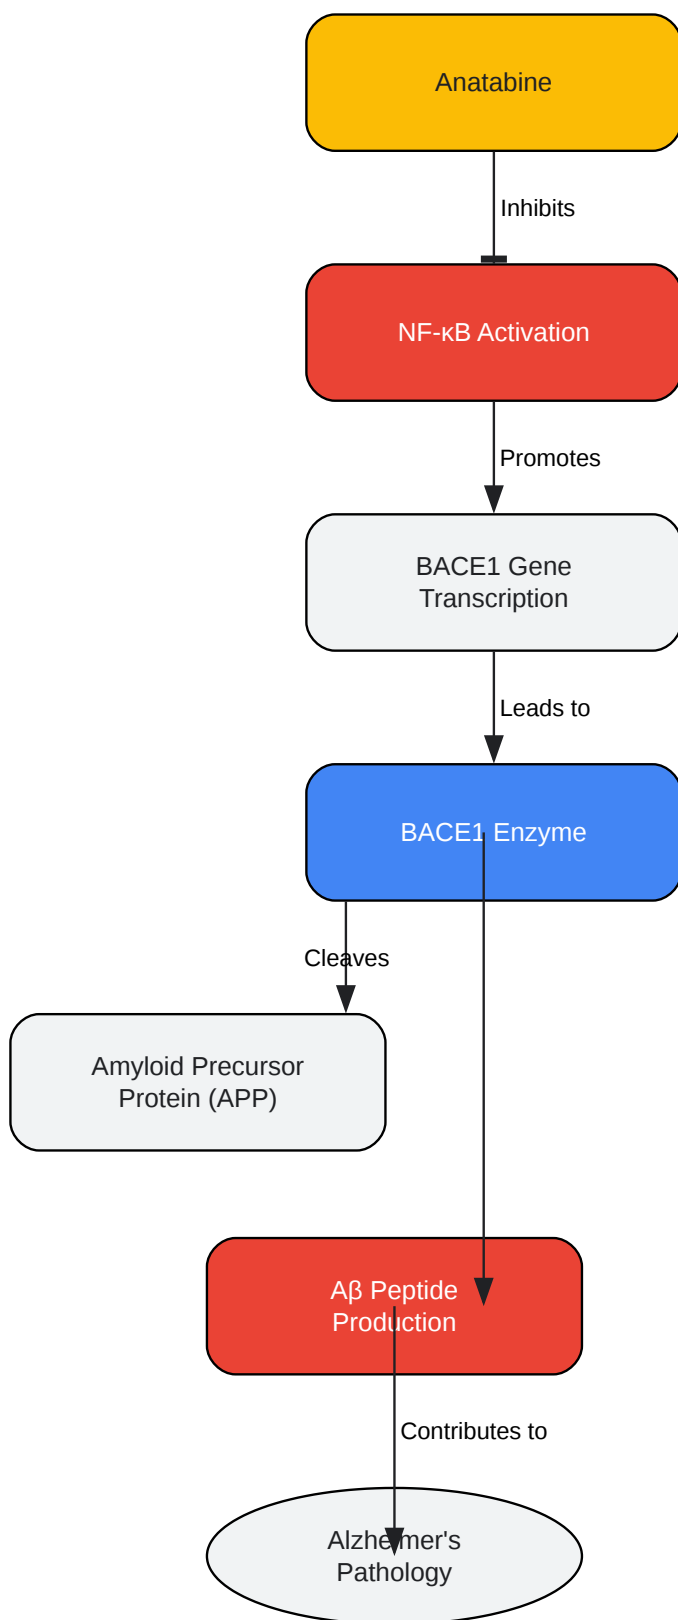 Anatabine
Inhibits
NF-κB Activation
Promotes
BACE1 Gene
Transcription
Leads to
BACE1 Enzyme
Cleaves
Amyloid Precursor
Protein (APP)
Aβ Peptide
Production
Contributes to
Alzheimer's
Pathology